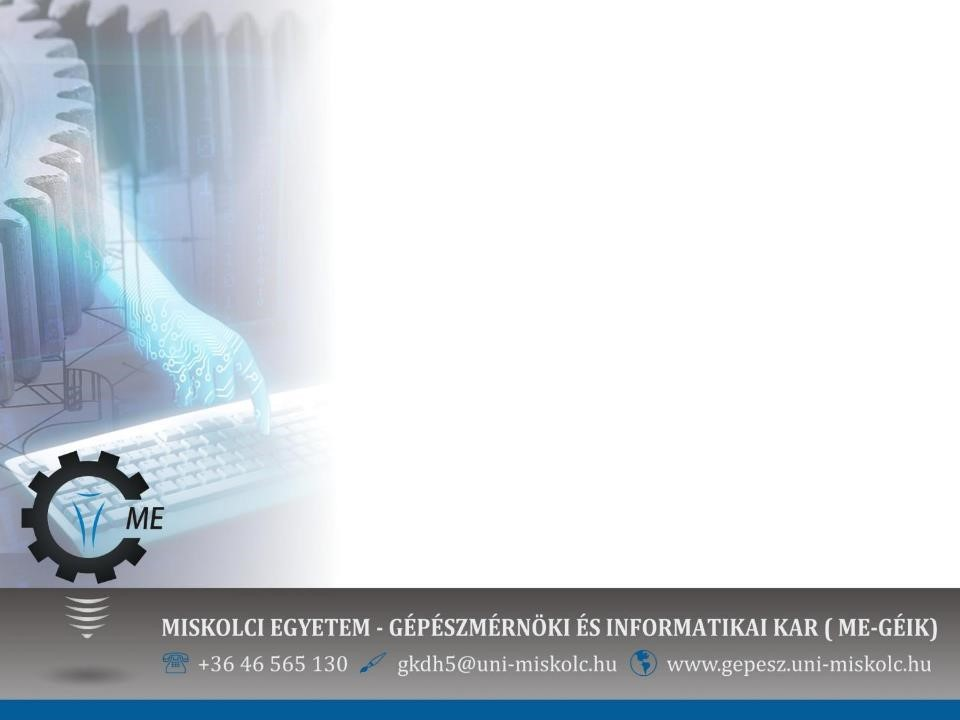 ME
MISKOLCI EGYETEM - GÉPÉSZMÉRNÖKI ÉS INFORMATIKAI KAR ( ME-GÉIK)
+36 46 565 130 gkdh5@uni-miskolc.hu www.gepesz.uni-miskolc.hu